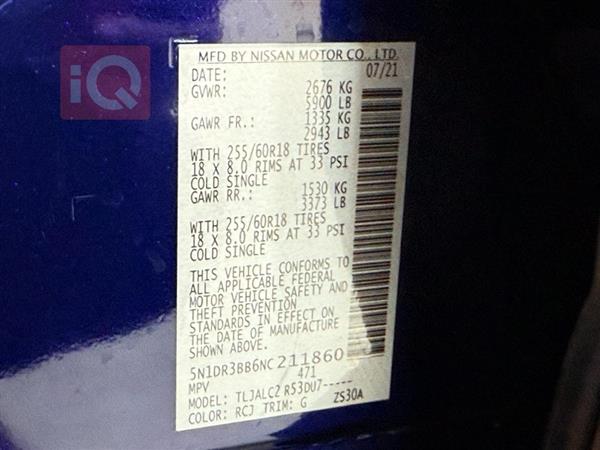 iQ
MFD BY NISSAN MOTOR CO., LTD.
DATE: 07/21
GVWR: 2676 KG
5900 LB
GAWR FR.: 1335 KG
2943 LB
WITH 255/60R18 TIRES
18 X 8.0 RIMS AT 33 PSI
COLD SINGLE
GAWR RR.: 1530 KG
3373 LB
WITH 255/60R18 TIRES
18 X 8.0 RIMS AT 33 PSI
COLD SINGLE
THIS VEHICLE CONFORMS TO
ALL APPLICABLE FEDERAL
MOTOR VEHICLE SAFETY AND
THEFT PREVENTION
STANDARDS IN EFFECT ON
THE DATE OF MANUFACTURE
SHOWN ABOVE.
5N1DR3BB6NC211860
MPV 471
MODEL: TLJALC2 R53DU7-----
COLOR: RCJ TRIM: G ZS30A